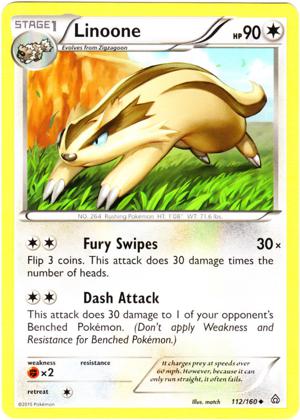 STAGE1
Linoone
HP90
Evolves from Zigzagoon
NO. 264 Rushing Pokémon HT: 1'08" WT: 71.6 lbs.
Fury Swipes 30×
Flip 3 coins. This attack does 30 damage times the
number of heads.
Dash Attack
This attack does 30 damage to 1 of your opponent's
Benched Pokémon. (Don't apply Weakness and
Resistance for Benched Pokémon.)
weakness
×2
resistance
retreat
It charges prey at speeds over
60 mph. However, because it can
only run straight, it often fails.
©2015 Pokémon
Illus. match
112/160